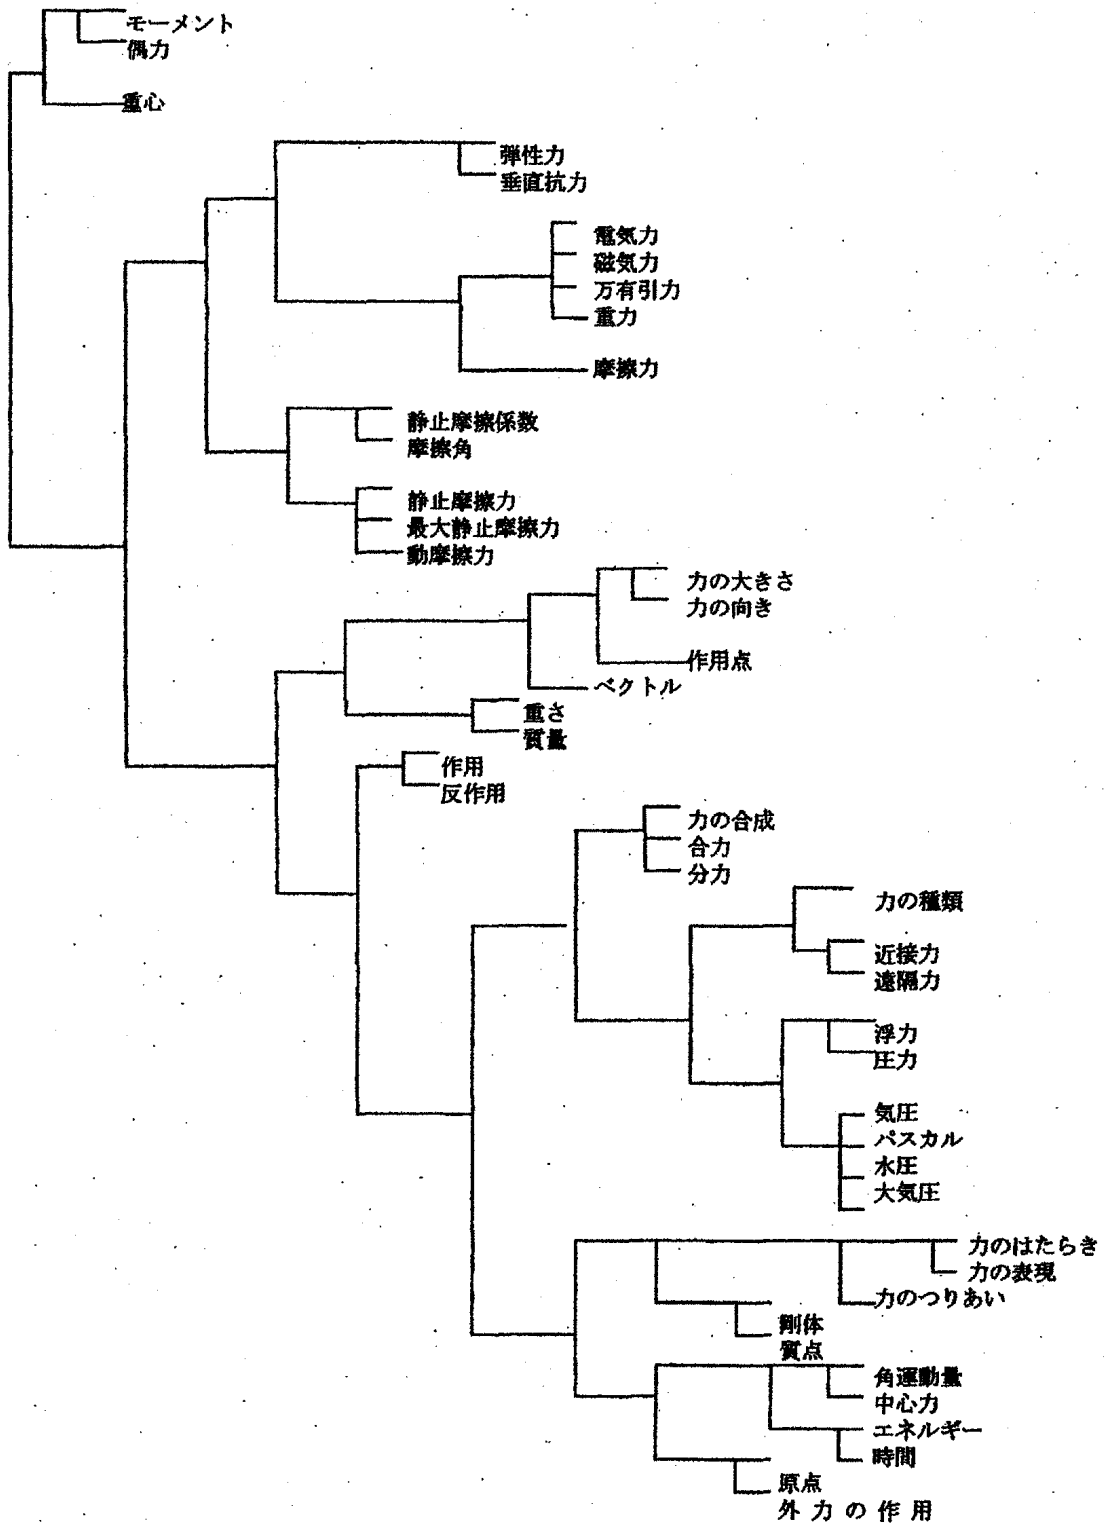 モーメント
偶力
重心
弾性力
垂直抗力
電気力
磁気力
万有引力
重力
摩擦力
静止摩擦係数
摩擦角
静止摩擦力
最大静止摩擦力
動摩擦力
力の大きさ
力の向き
作用点
ベクトル
重さ
質量
作用
反作用
力の合成
合力
分力
力の種類
近接力
遠隔力
浮力
圧力
気圧
パスカル
水圧
大気圧
力のはたらき
力の表現
力のつりあい
剛体
質点
角運動量
中心力
エネルギー
時間
原点
外力の作用